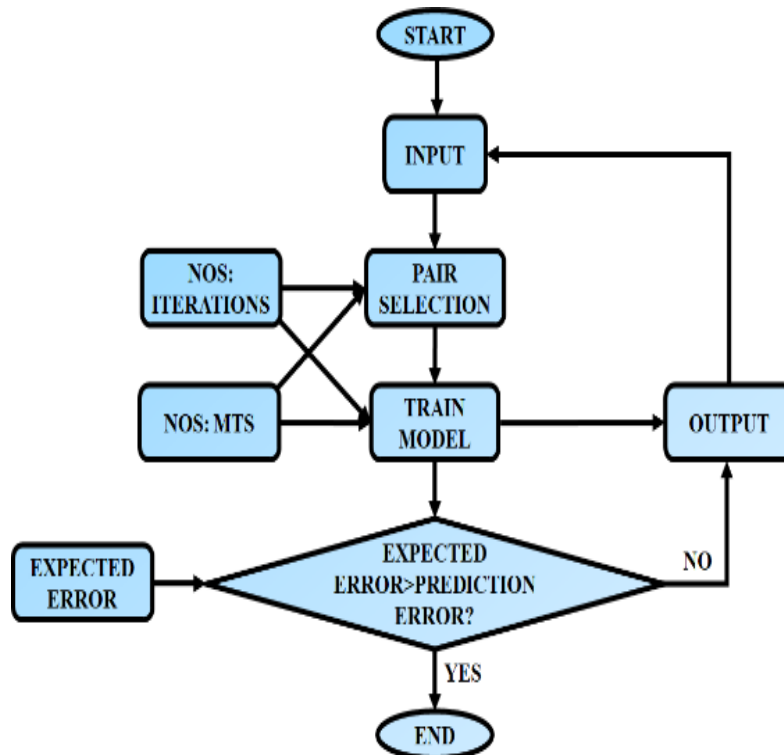 START
INPUT
NOS:
ITERATIONS
PAIR
SELECTION
NOS: MTS
TRAIN
MODEL
OUTPUT
EXPECTED
ERROR
EXPECTED
ERROR>PREDICTION
ERROR?
NO
YES
END